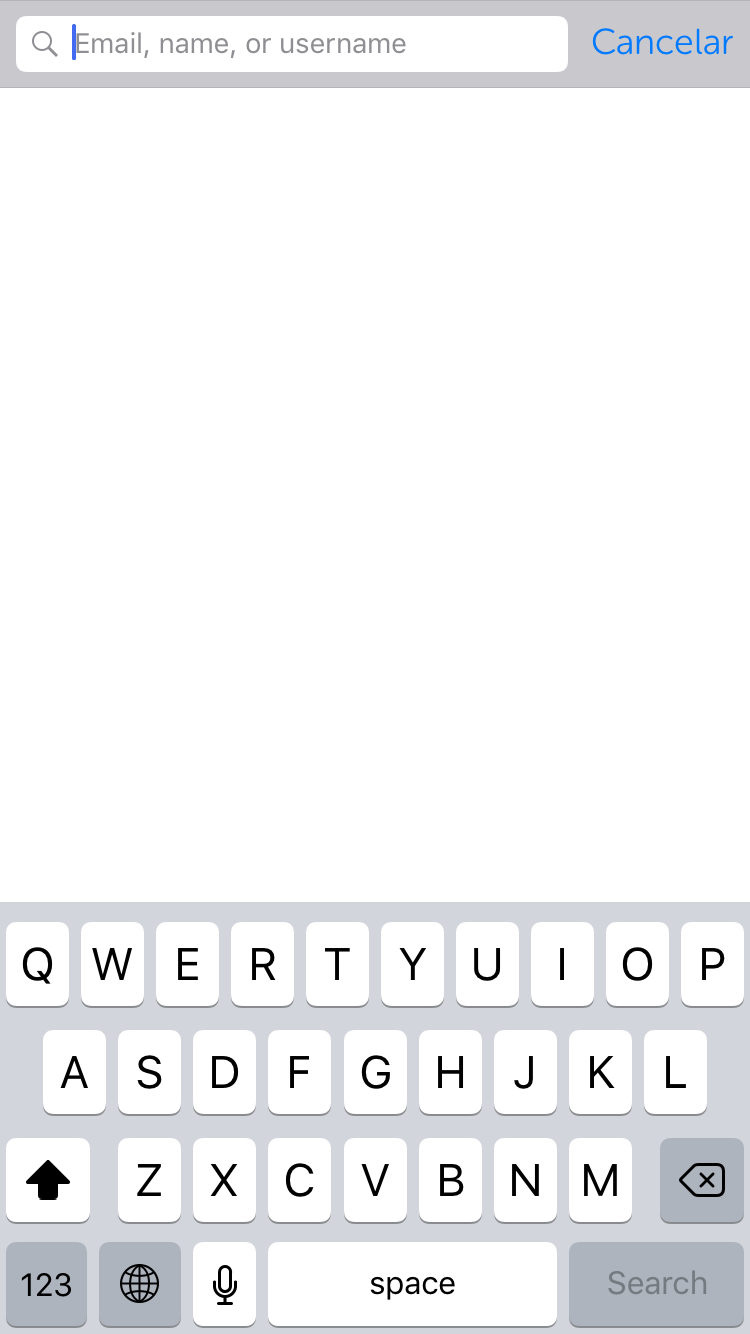 Email, name, or username Cancelar
Q W E R T Y U I O P
A S D F G H J K L
Z X C V B N M
123 space Search